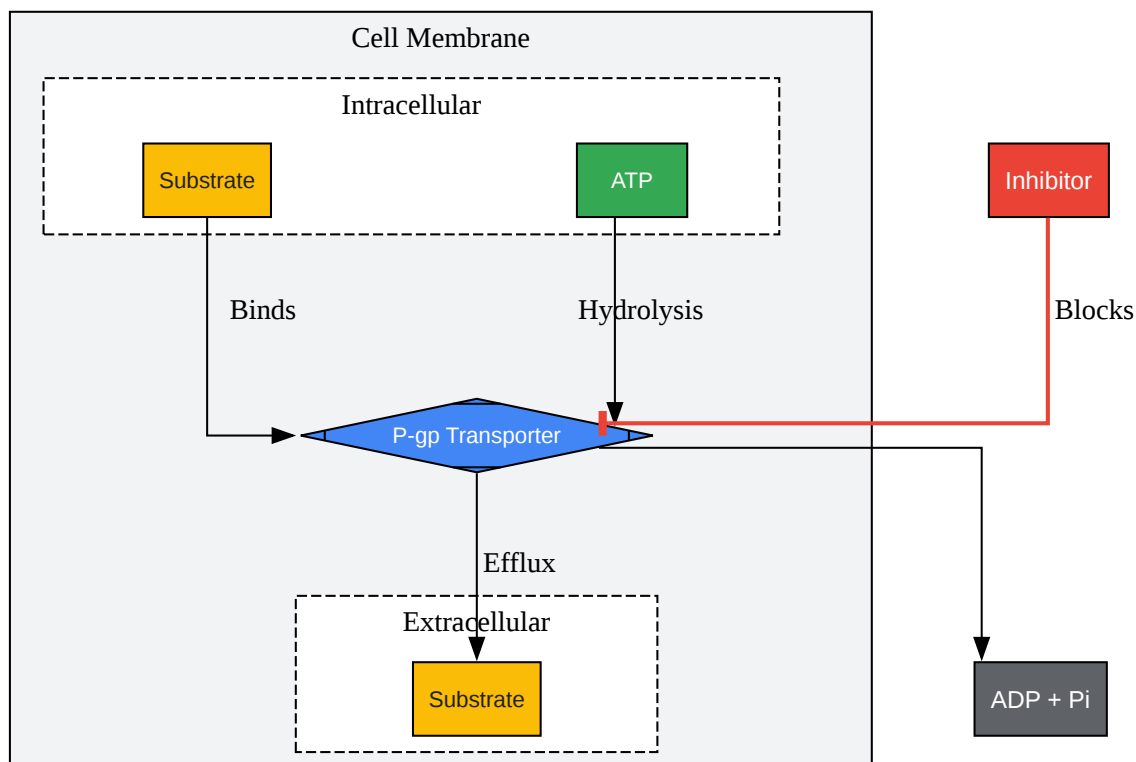 Cell Membrane
Intracellular
Substrate
ATP
Inhibitor
Binds
Hydrolysis
Blocks
P-gp Transporter
Efflux
Extracellular
Substrate
ADP + Pi